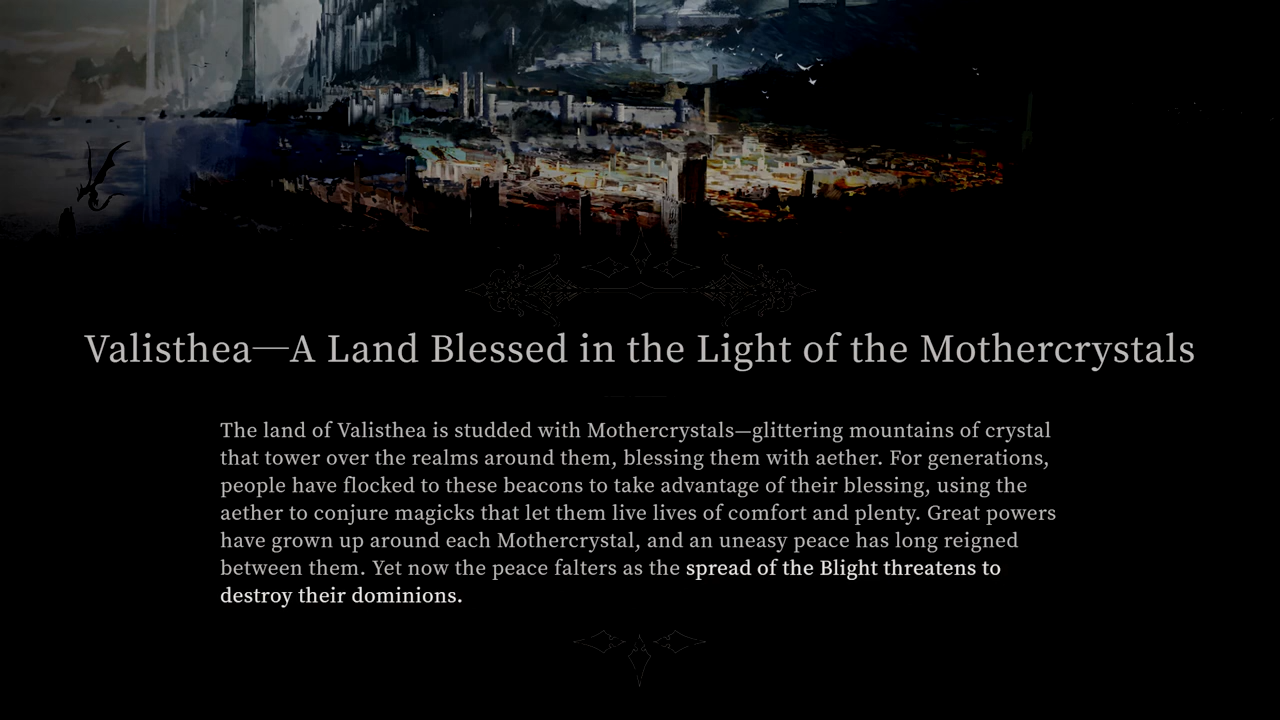 Valisthea—A Land Blessed in the Light of the Mothercrystals
The land of Valisthea is studded with Mothercrystals—glittering mountains of crystal
that tower over the realms around them, blessing them with aether. For generations,
people have flocked to these beacons to take advantage of their blessing, using the
aether to conjure magicks that let them live lives of comfort and plenty. Great powers
have grown up around each Mothercrystal, and an uneasy peace has long reigned
between them. Yet now the peace falters as the spread of the Blight threatens to
destroy their dominions.